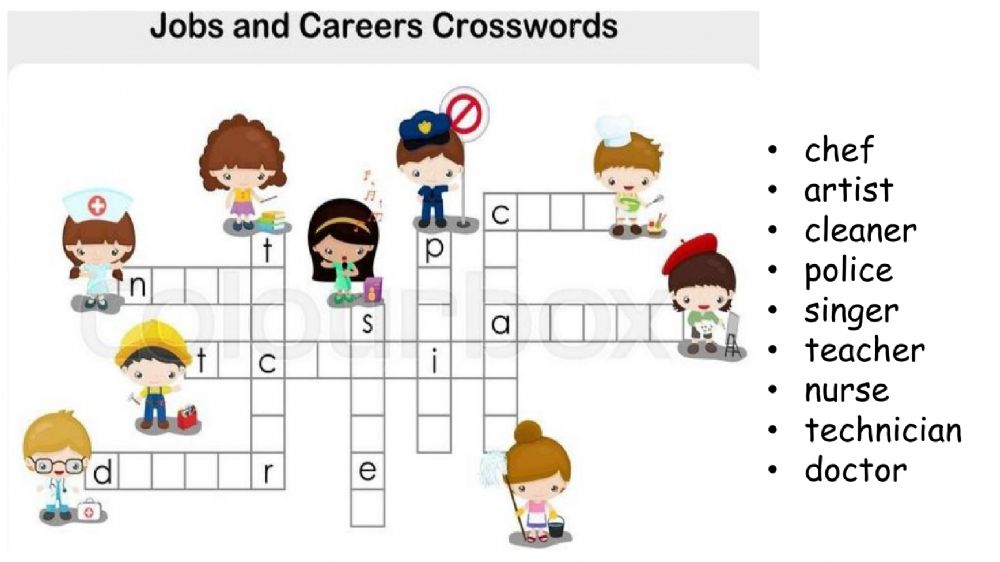 Jobs and Careers Crosswords
c
t p
n
s a
t c i
d r e
colourbox
• chef
• artist
• cleaner
• police
• singer
• teacher
• nurse
• technician
• doctor